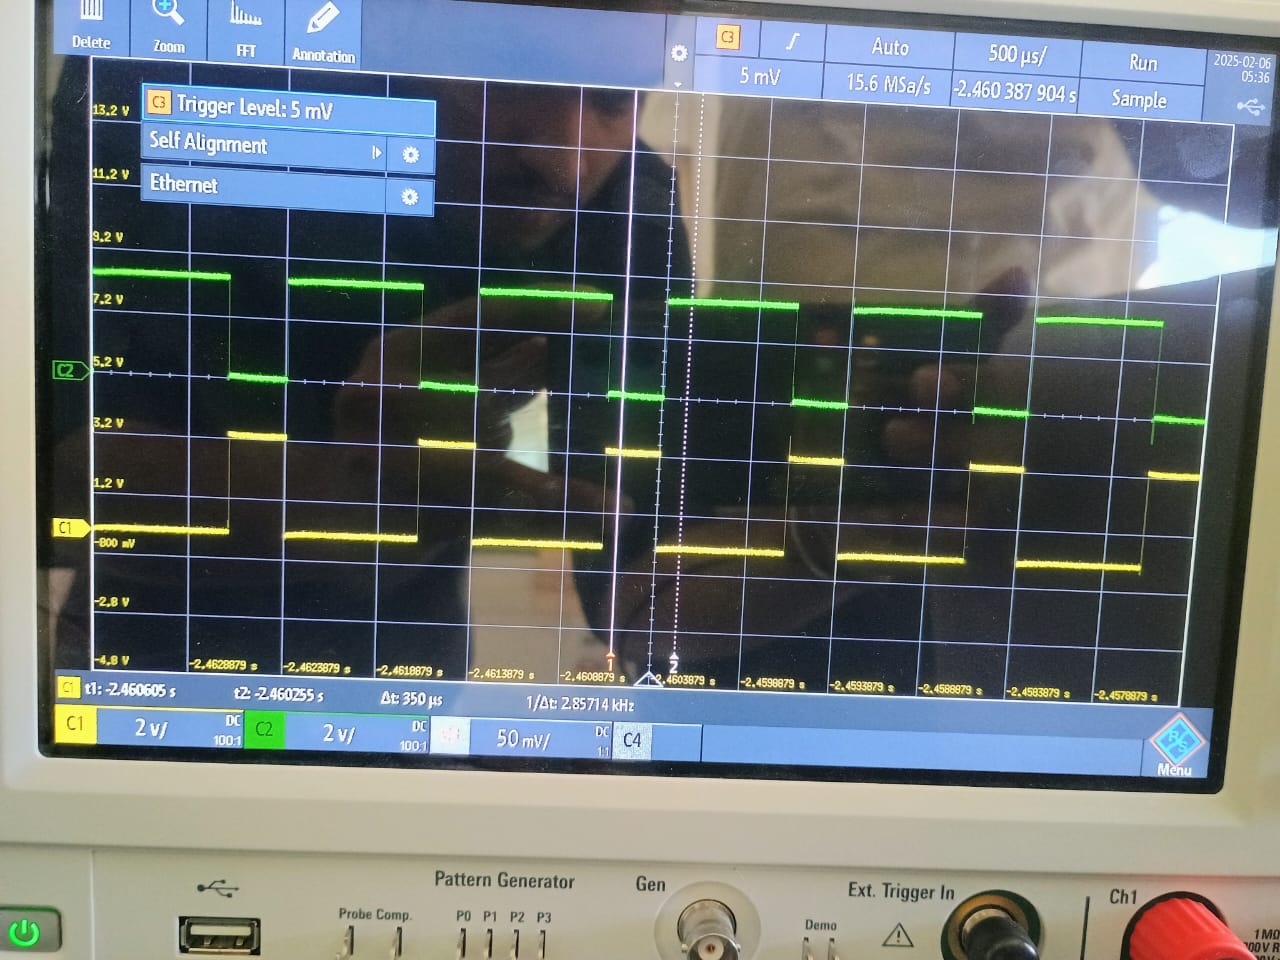 Delete
Zoom
FFT
Annotation
C3
Auto
500 µs/
Run
5 mV
15.6 MSa/s
-2.460 387 904 s
Sample
2025-02-06
05:36
C3 Trigger Level: 5 mV
Self Alignment
Ethernet
13.2 V
11.2 V
9.2 V
7.2 V
5.2 V
C2
3.2 V
1.2 V
C1
-800 mV
-2.8 V
-4.8 V
1
2
-2.4628879 s
-2.4623879 s
-2.4618879 s
-2.4613879 s
-2.4608879 s
-2.4603879 s
-2.4598879 s
-2.4593879 s
-2.4588879 s
-2.4583879 s
-2.4578879 s
C1 t1: -2.460605 s t2: -2.460255 s Δt: 350 µs 1/Δt: 2.85714 kHz
C1 2 V/ DC 100:1
C2 2 V/ DC 100:1
50 mV/ DC 1:1
C4
R&S
Menu
Pattern Generator
Gen
Ext. Trigger In
Ch1
Probe Comp.
P0 P1 P2 P3
Demo
1 MΩ